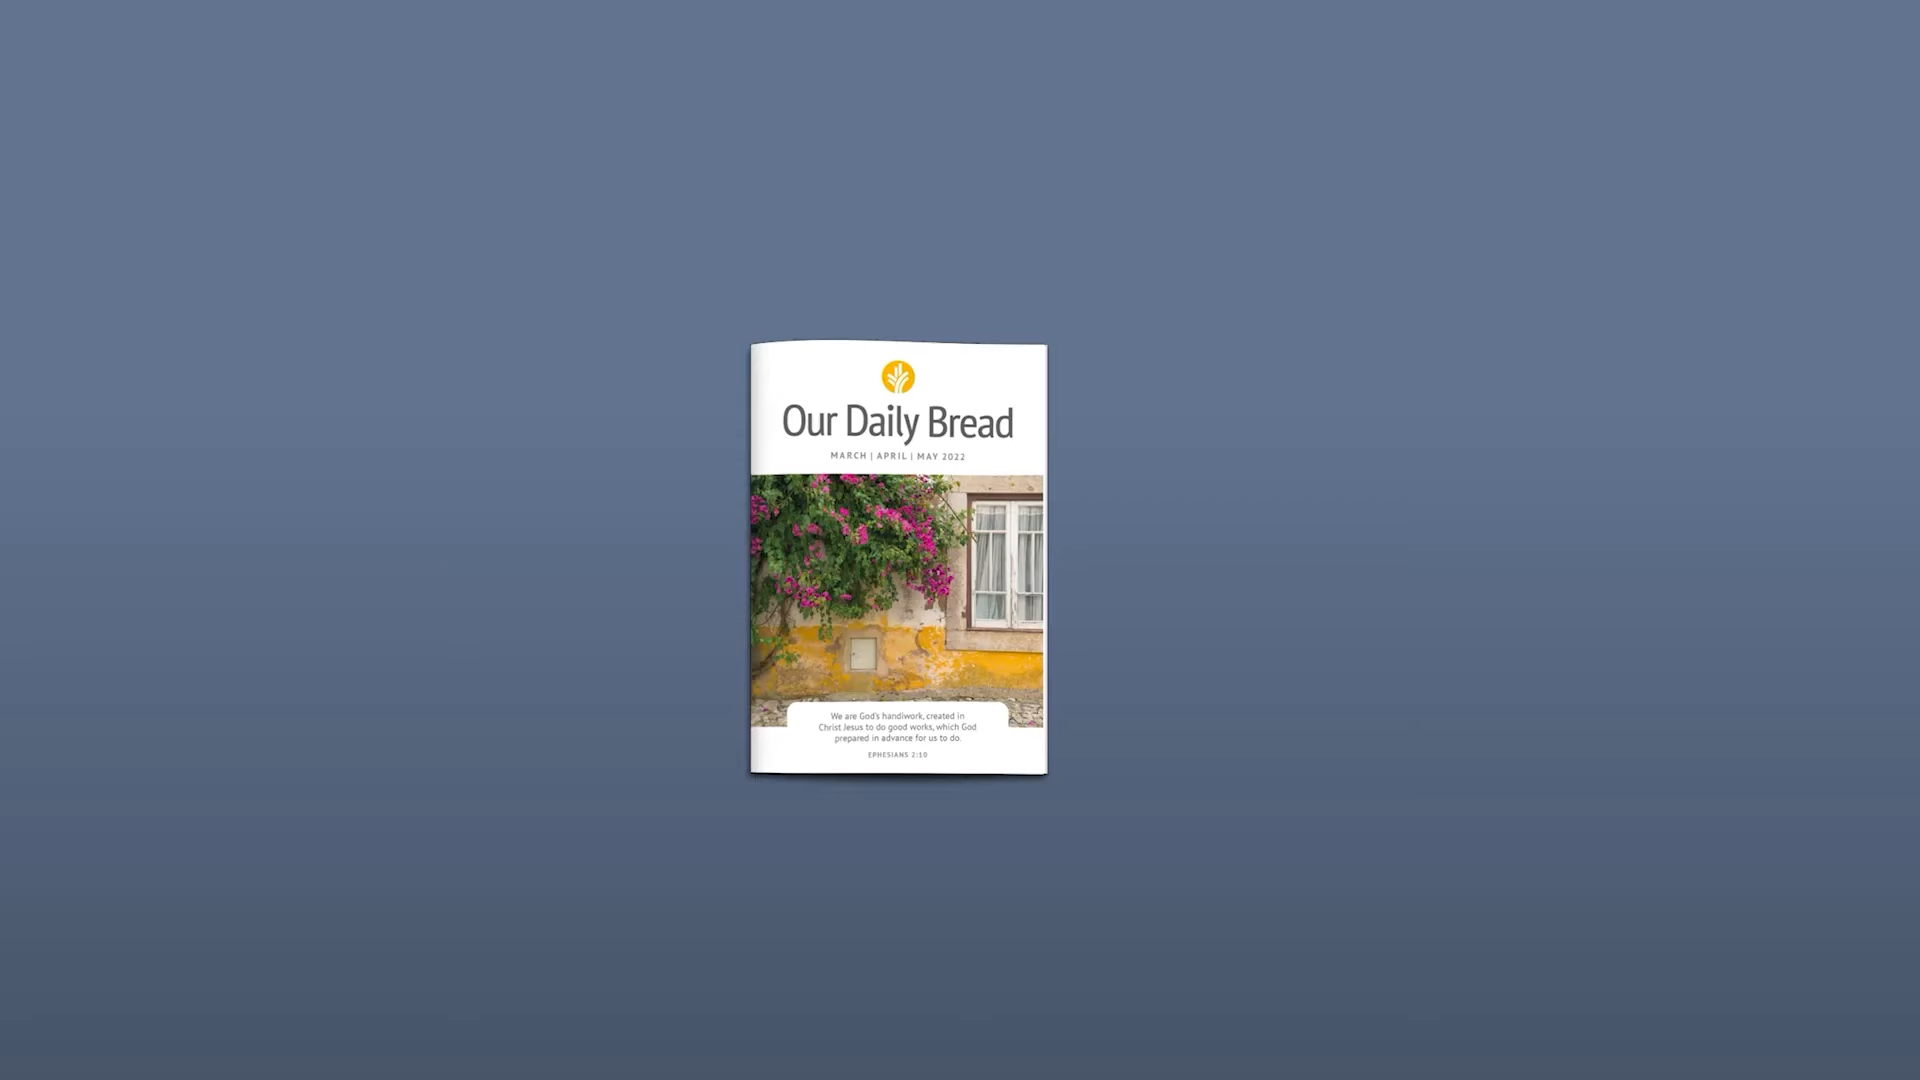 Our Daily Bread
MARCH | APRIL | MAY 2022
We are God's handiwork, created in
Christ Jesus to do good works, which God
prepared in advance for us to do.
EPHESIANS 2:10